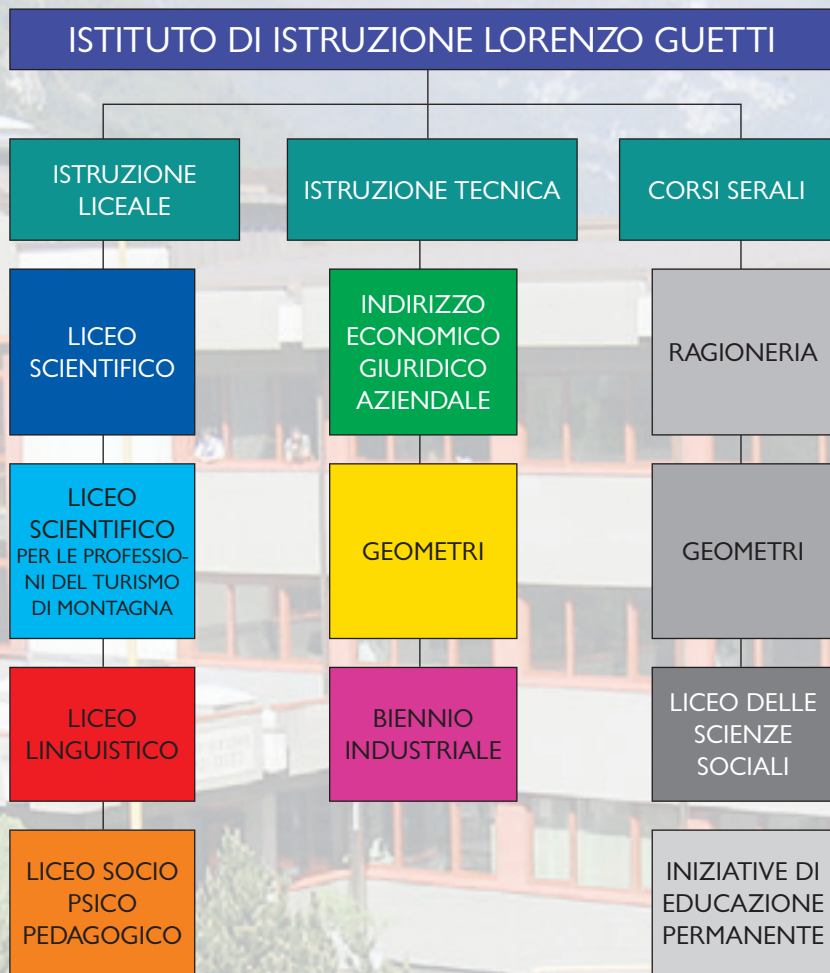 ISTITUTO DI ISTRUZIONE LORENZO GUETTI
ISTRUZIONE
LICEALE
ISTRUZIONE TECNICA
CORSI SERALI
LICEO
SCIENTIFICO
INDIRIZZO
ECONOMICO
GIURIDICO
AZIENDALE
RAGIONERIA
LICEO
SCIENTIFICO
PER LE PROFESSIO-
NI DEL TURISMO
DI MONTAGNA
GEOMETRI
GEOMETRI
LICEO
LINGUISTICO
BIENNIO
INDUSTRIALE
LICEO DELLE
SCIENZE
SOCIALI
LICEO SOCIO
PSICO
PEDAGOGICO
INIZIATIVE DI
EDUCAZIONE
PERMANENTE